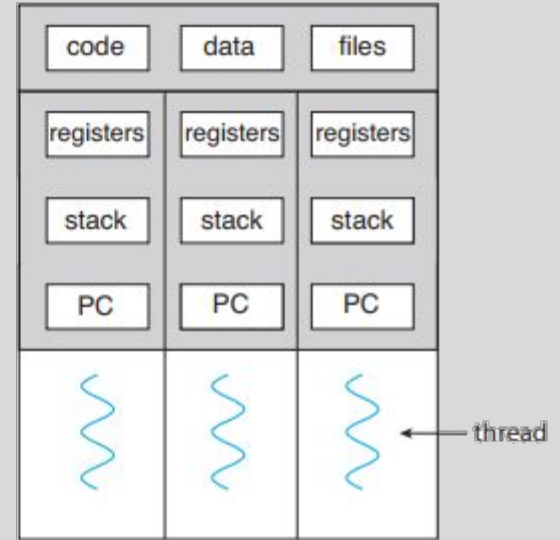 code data files
registers registers registers
stack stack stack
PC PC PC
thread